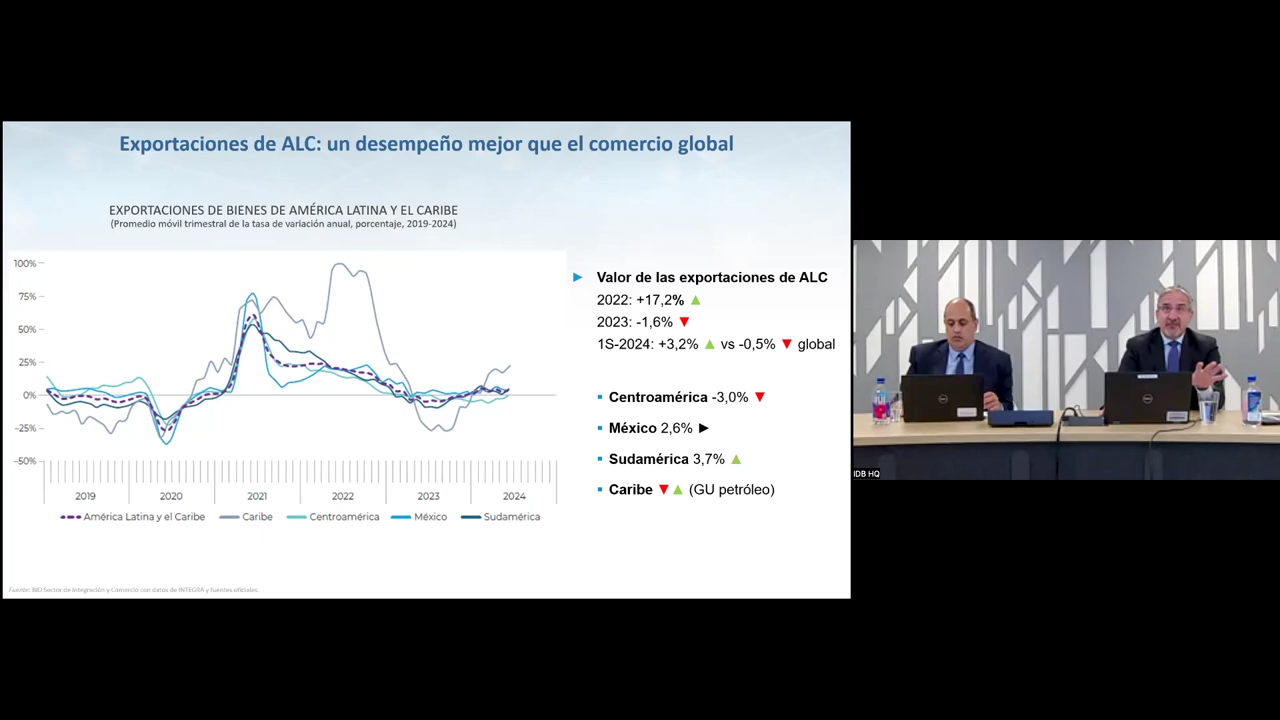 Exportaciones de ALC: un desempeño mejor que el comercio global
EXPORTACIONES DE BIENES DE AMÉRICA LATINA Y EL CARIBE
(Promedio móvil trimestral de la tasa de variación anual, porcentaje, 2019-2024)
100%
75%
50%
25%
0%
−25%
−50%
2019 2020 2021 2022 2023 2024
América Latina y el Caribe Caribe Centroamérica México Sudamérica
Fuente: BID Sector de Integración y Comercio con datos de INTEGRA y fuentes oficiales.
► Valor de las exportaciones de ALC
2022: +17,2% ▲
2023: -1,6% ▼
1S-2024: +3,2% ▲ vs -0,5% ▼ global
▪ Centroamérica -3,0% ▼
▪ México 2,6% ►
▪ Sudamérica 3,7% ▲
▪ Caribe ▼▲ (GU petróleo)
DELL
DELL
IDB HQ